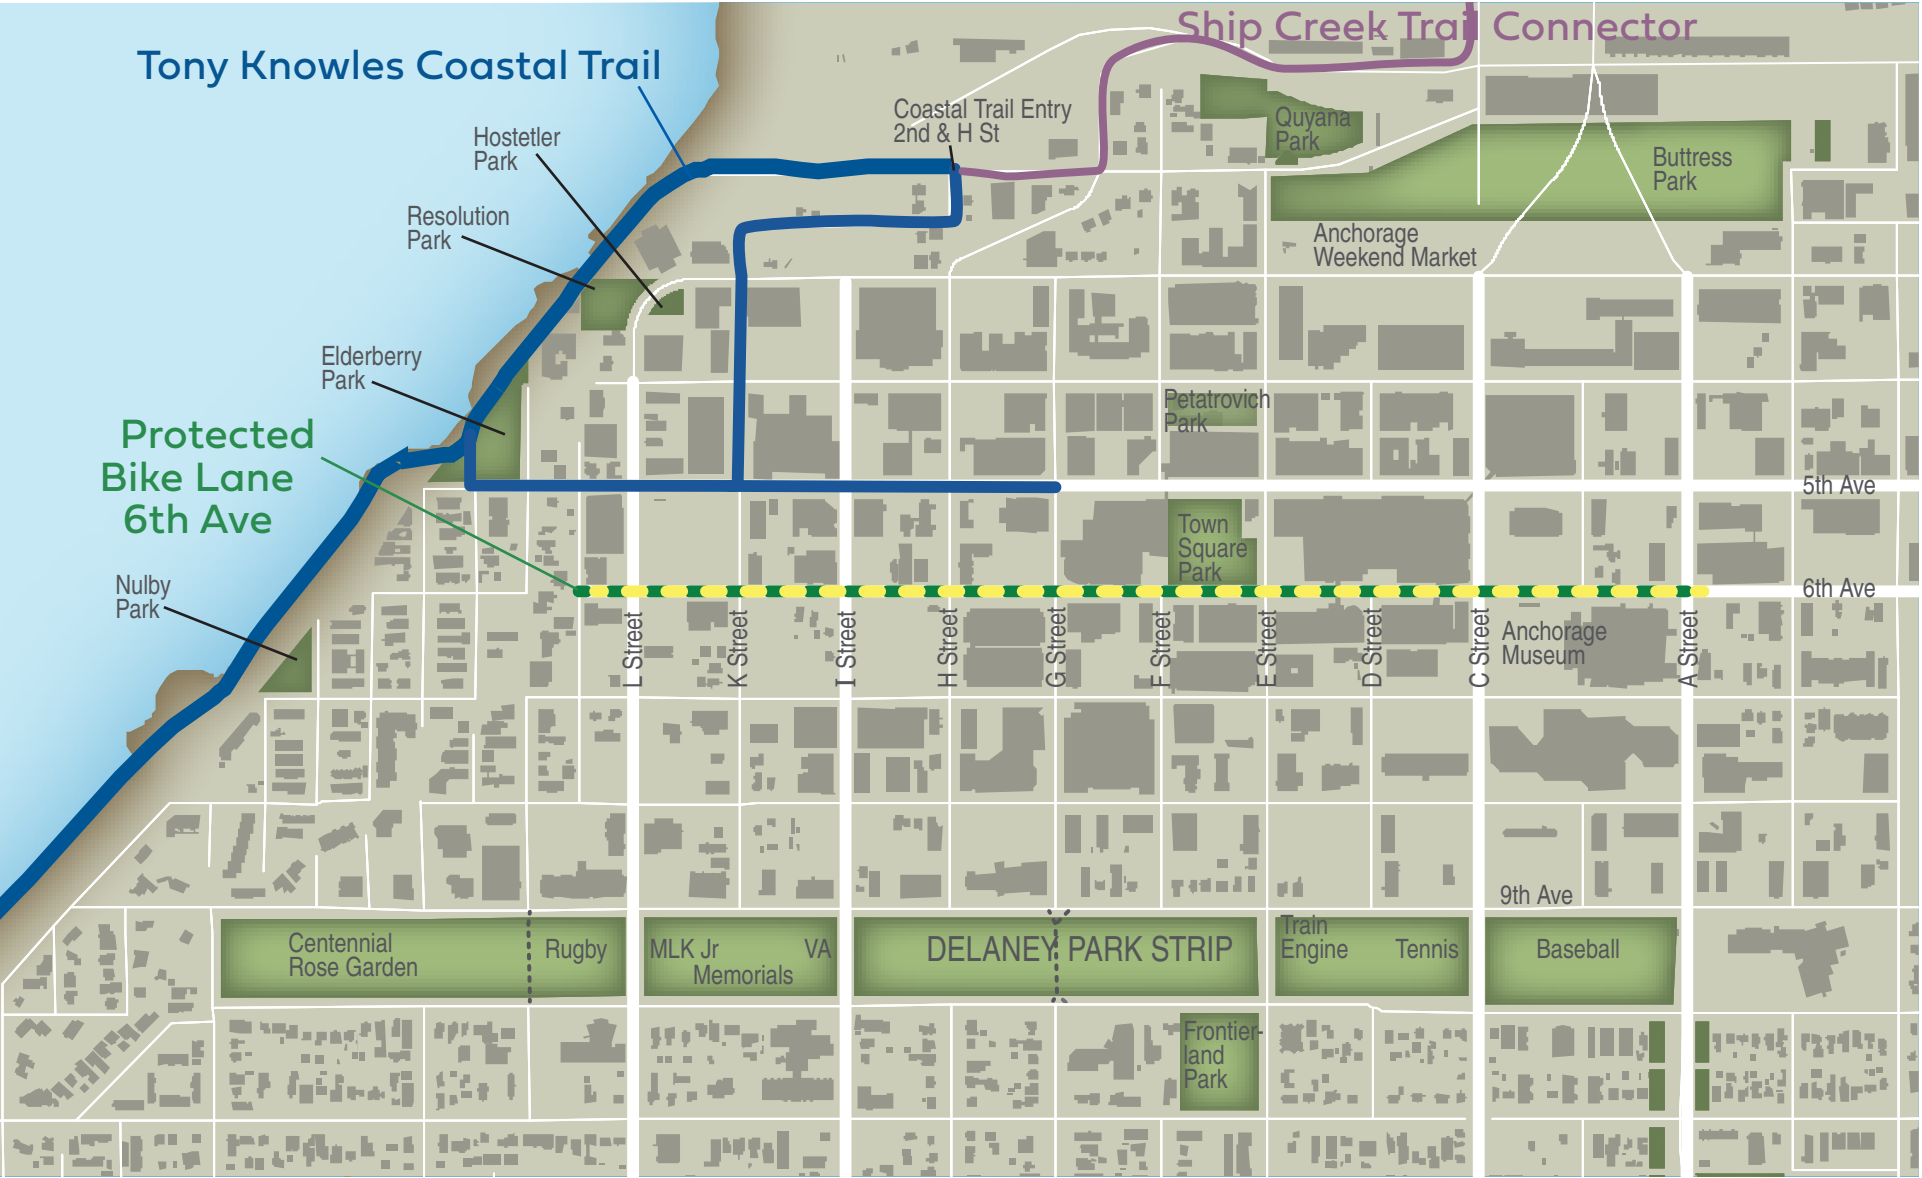 Ship Creek Trail Connector
Tony Knowles Coastal Trail
Coastal Trail Entry
2nd & H St
Hostetler
Park
Quyana
Park
Buttress
Park
Resolution
Park
Anchorage
Weekend Market
Elderberry
Park
Petatrovich
Park
Protected
Bike Lane
6th Ave
5th Ave
Town
Square
Park
Nulby
Park
6th Ave
L Street
K Street
I Street
H Street
G Street
F Street
E Street
D Street
C Street
Anchorage
Museum
A Street
9th Ave
Centennial
Rose Garden
Rugby
MLK Jr
VA
Memorials
DELANEY PARK STRIP
Train
Engine
Tennis
Baseball
Frontier-
land
Park